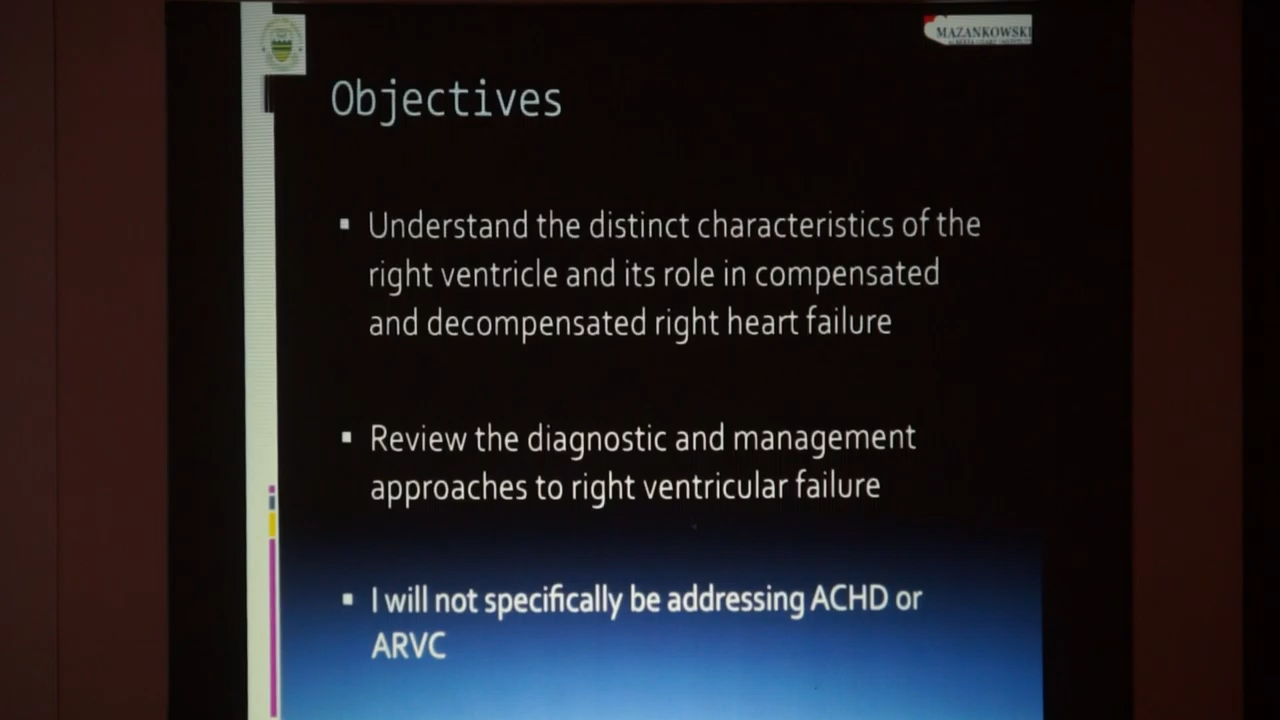 MAZANKOWSKI
Objectives
▪ Understand the distinct characteristics of the
right ventricle and its role in compensated
and decompensated right heart failure
▪ Review the diagnostic and management
approaches to right ventricular failure
▪ I will not specifically be addressing ACHD or
ARVC